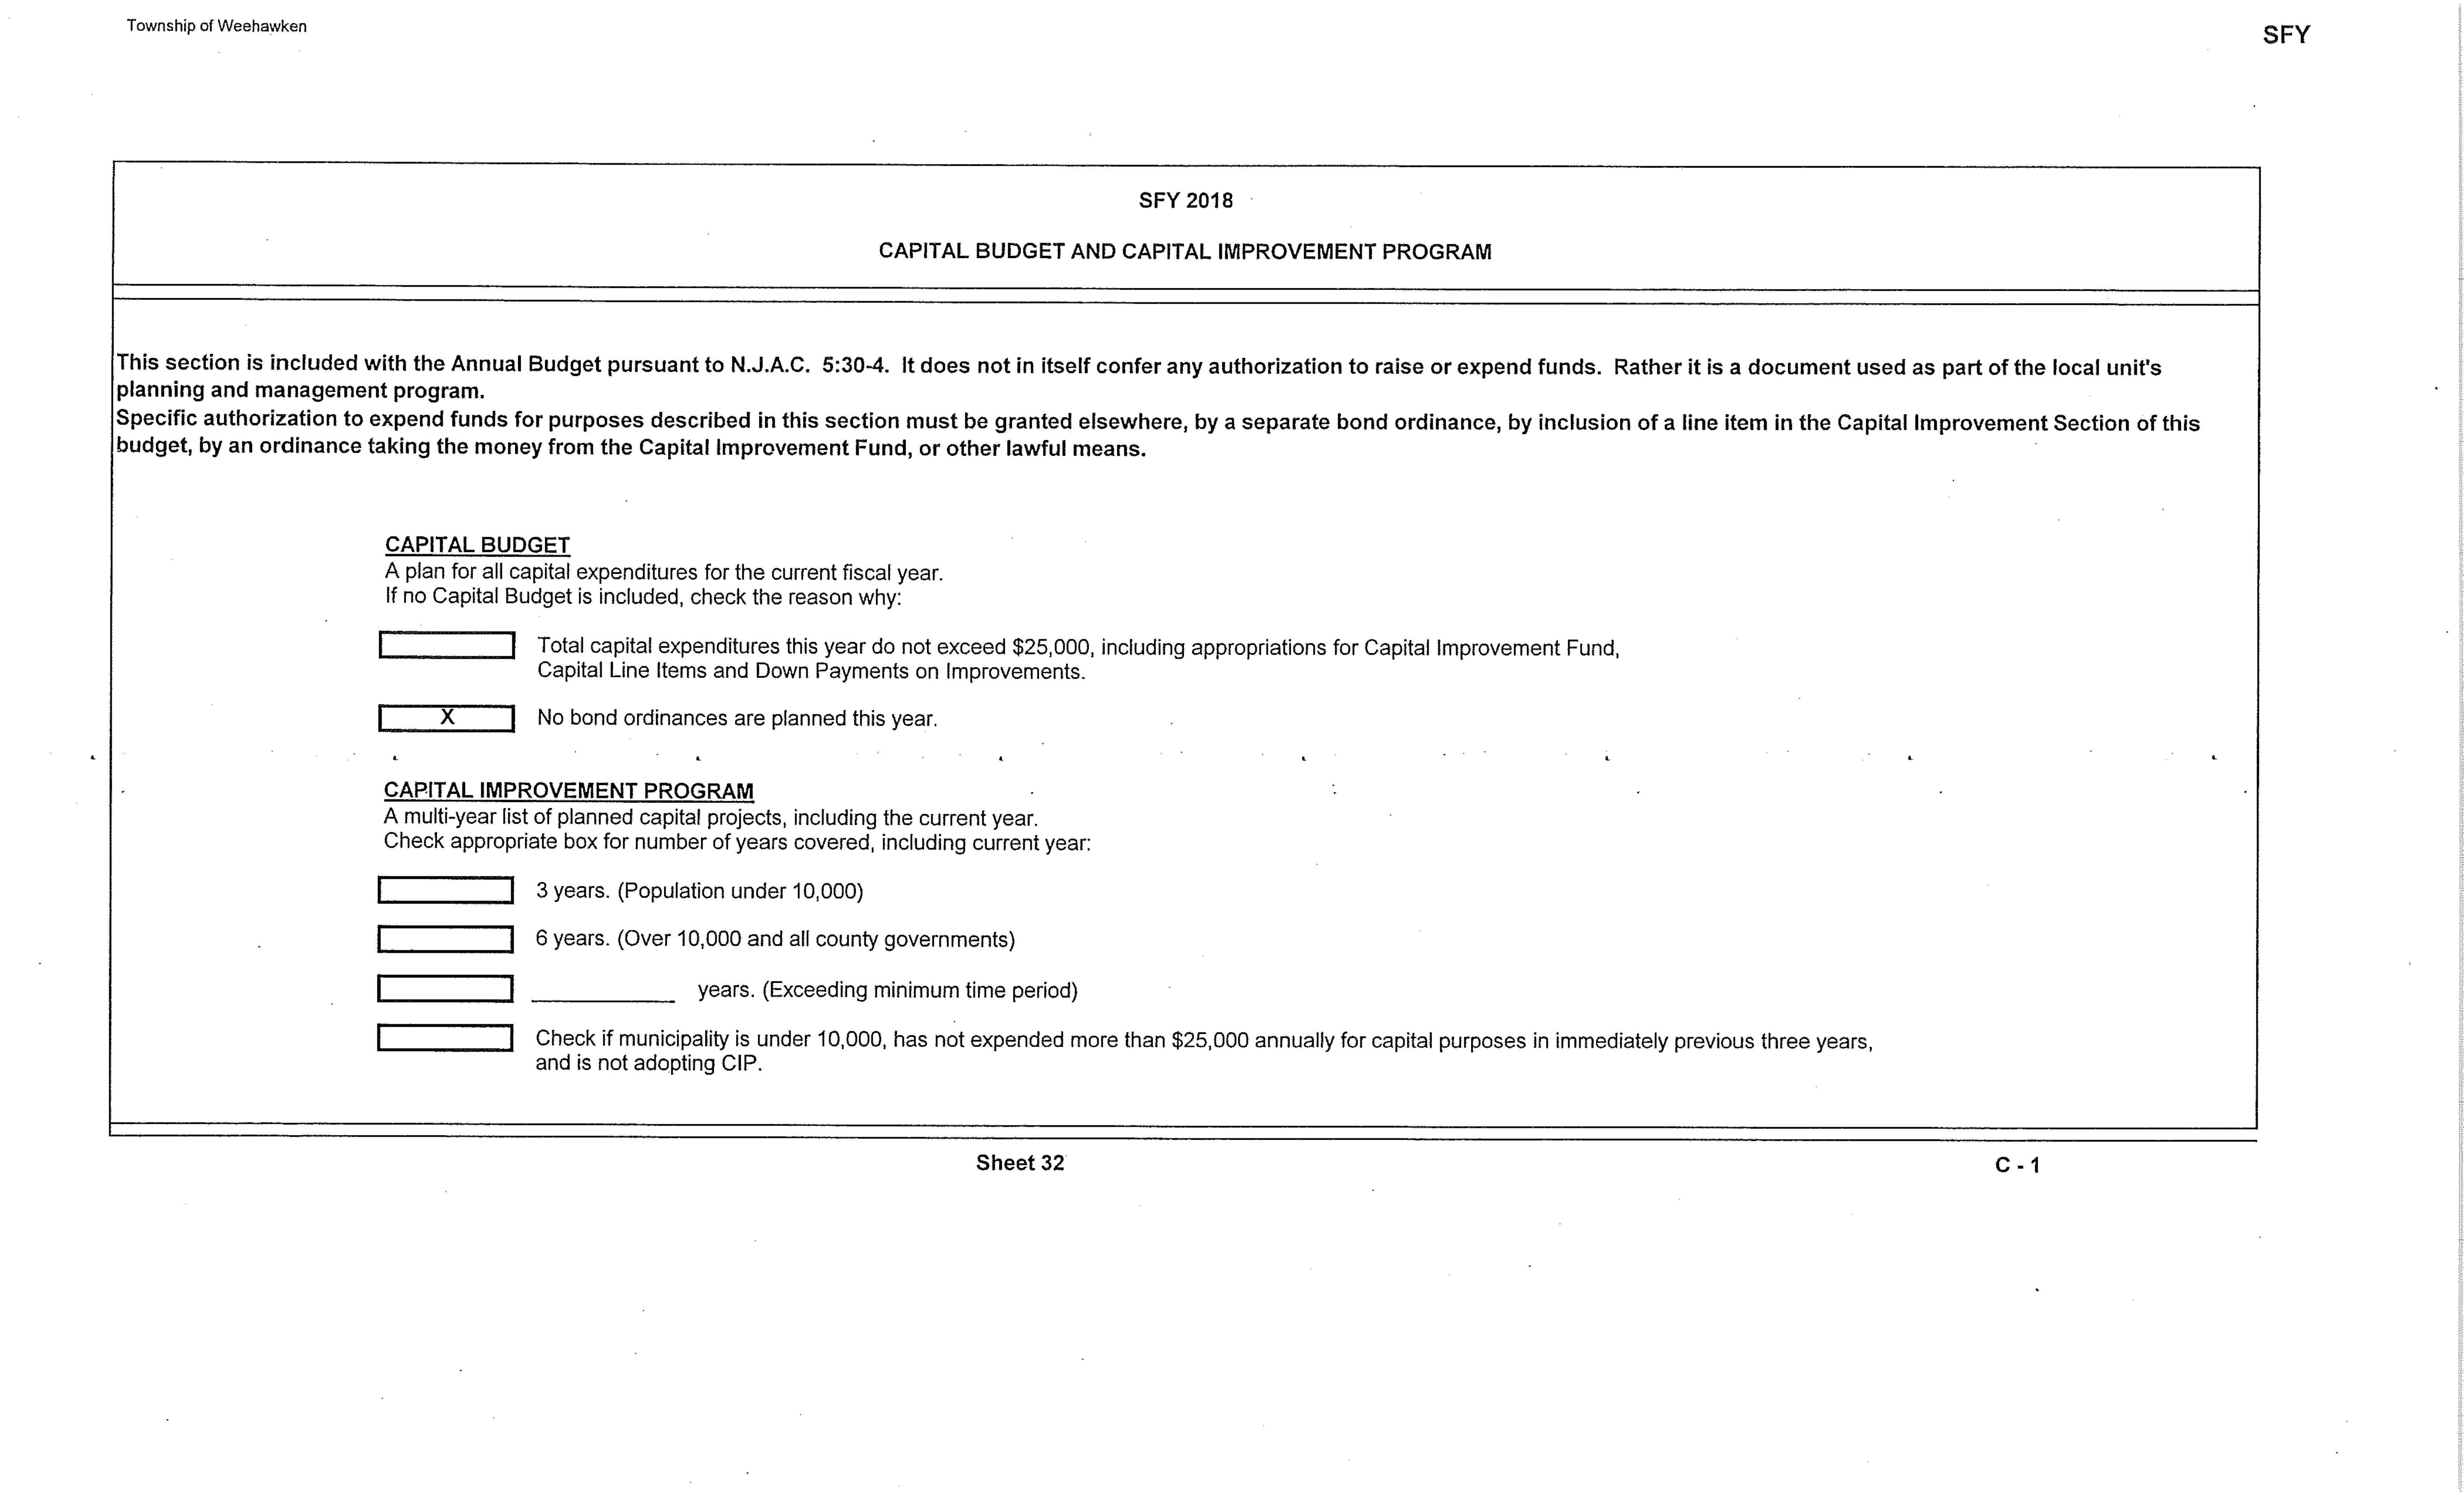 Township of Weehawken
SFY
SFY 2018
CAPITAL BUDGET AND CAPITAL IMPROVEMENT PROGRAM
This section is included with the Annual Budget pursuant to N.J.A.C. 5:30-4. It does not in itself confer any authorization to raise or expend funds. Rather it is a document used as part of the local unit's
planning and management program.
Specific authorization to expend funds for purposes described in this section must be granted elsewhere, by a separate bond ordinance, by inclusion of a line item in the Capital Improvement Section of this
budget, by an ordinance taking the money from the Capital Improvement Fund, or other lawful means.
CAPITAL BUDGET
A plan for all capital expenditures for the current fiscal year.
If no Capital Budget is included, check the reason why:
Total capital expenditures this year do not exceed $25,000, including appropriations for Capital Improvement Fund,
Capital Line Items and Down Payments on Improvements.
X No bond ordinances are planned this year.
CAPITAL IMPROVEMENT PROGRAM
A multi-year list of planned capital projects, including the current year.
Check appropriate box for number of years covered, including current year:
3 years. (Population under 10,000)
6 years. (Over 10,000 and all county governments)
years. (Exceeding minimum time period)
Check if municipality is under 10,000, has not expended more than $25,000 annually for capital purposes in immediately previous three years,
and is not adopting CIP.
Sheet 32
C - 1